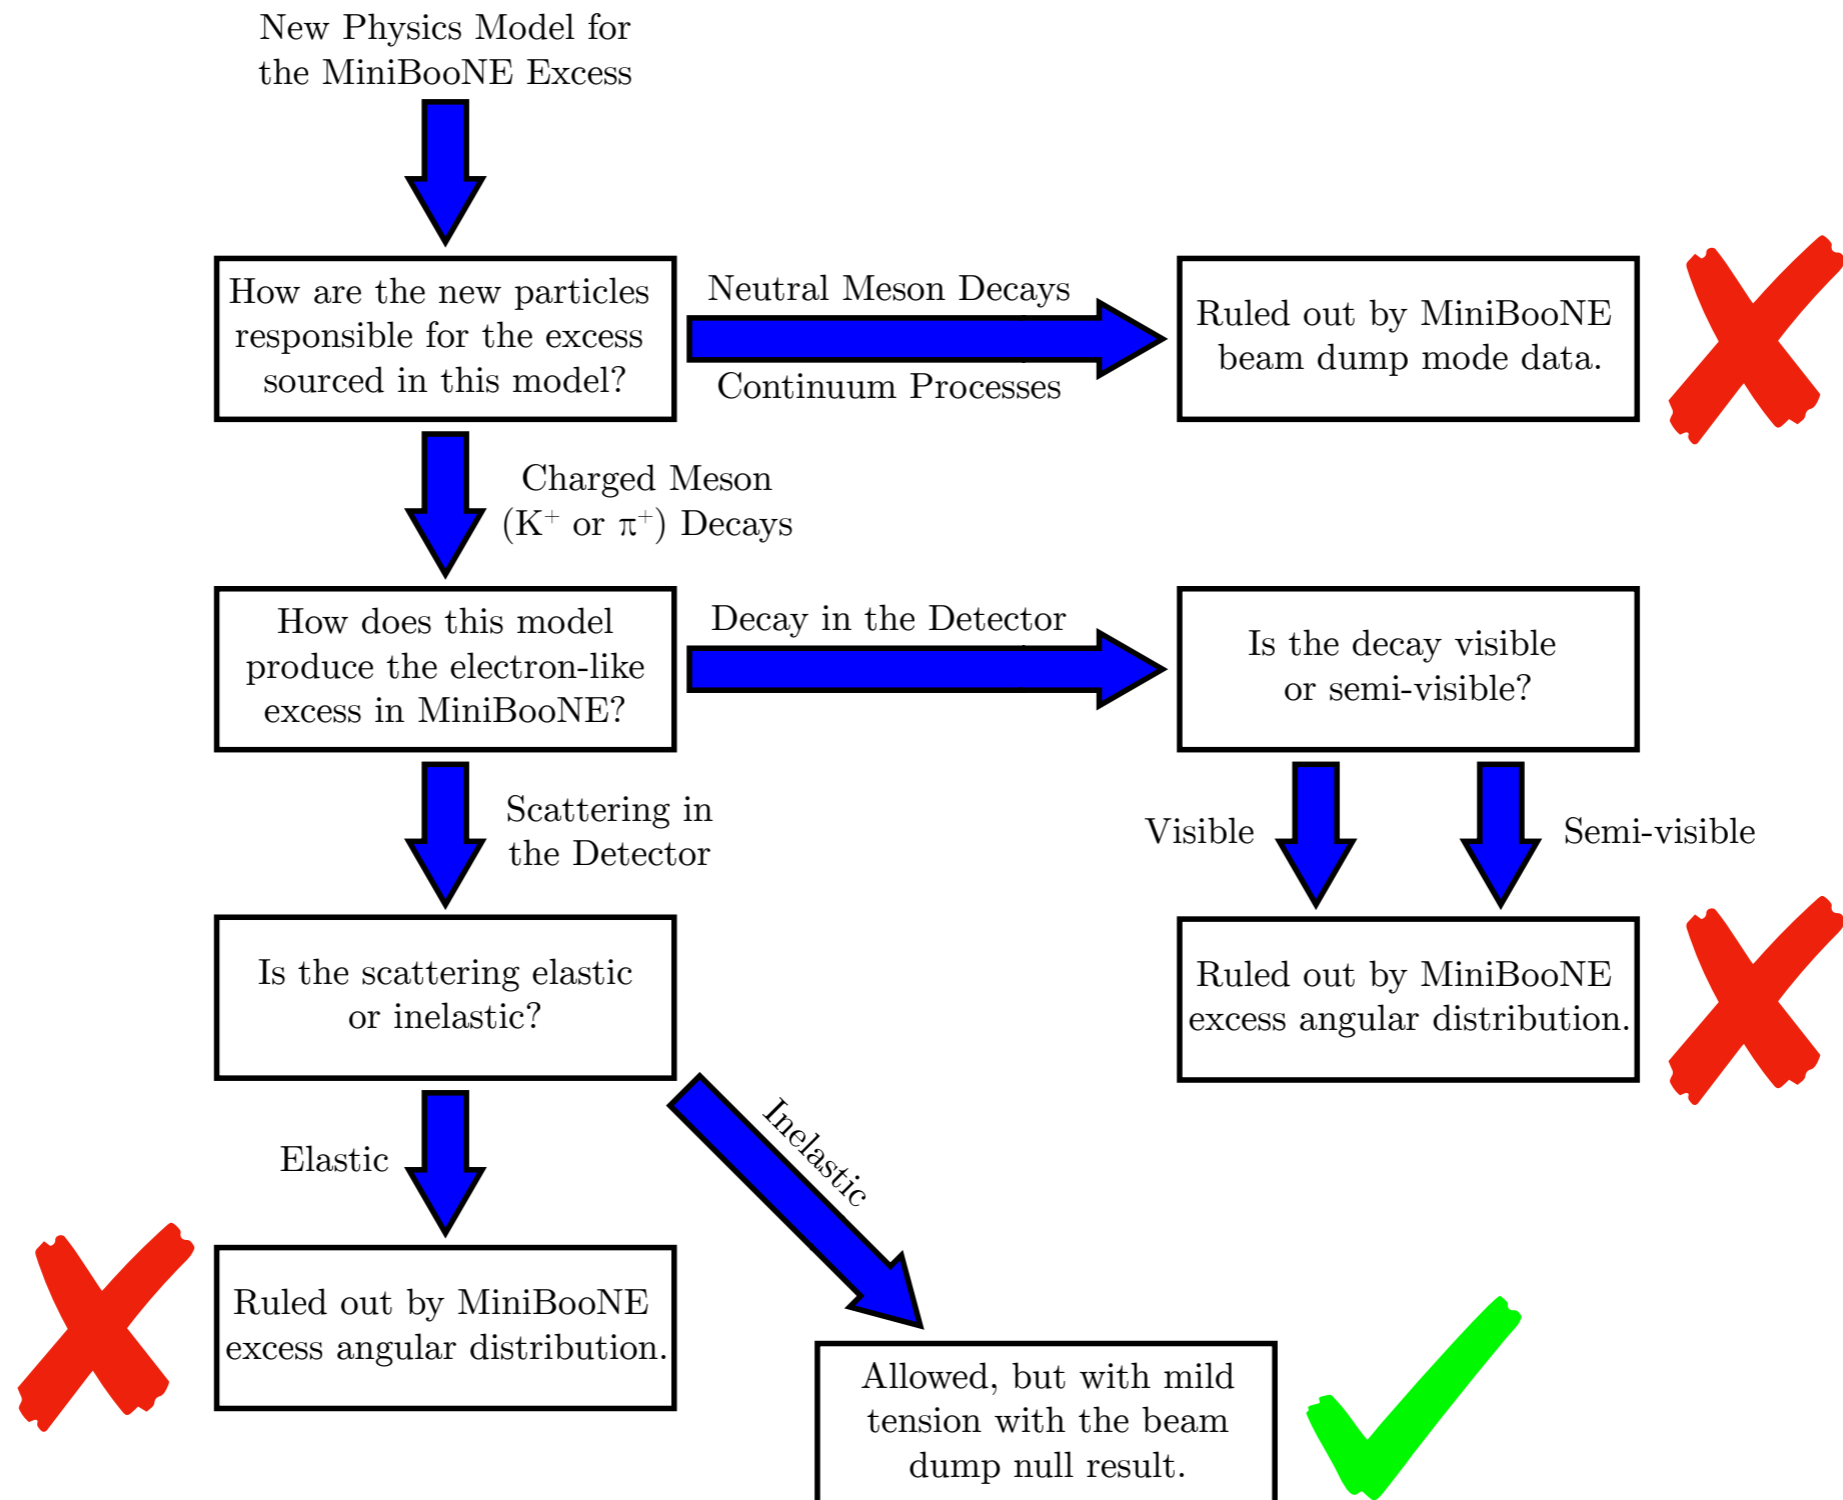 New Physics Model for
the MiniBooNE Excess
How are the new particles
responsible for the excess
sourced in this model?
Neutral Meson Decays
Continuum Processes
Ruled out by MiniBooNE
beam dump mode data.
Charged Meson
(K⁺ or π⁺) Decays
How does this model
produce the electron-like
excess in MiniBooNE?
Decay in the Detector
Is the decay visible
or semi-visible?
Scattering in
the Detector
Visible
Semi-visible
Is the scattering elastic
or inelastic?
Ruled out by MiniBooNE
excess angular distribution.
Elastic
Inelastic
Ruled out by MiniBooNE
excess angular distribution.
Allowed, but with mild
tension with the beam
dump null result.